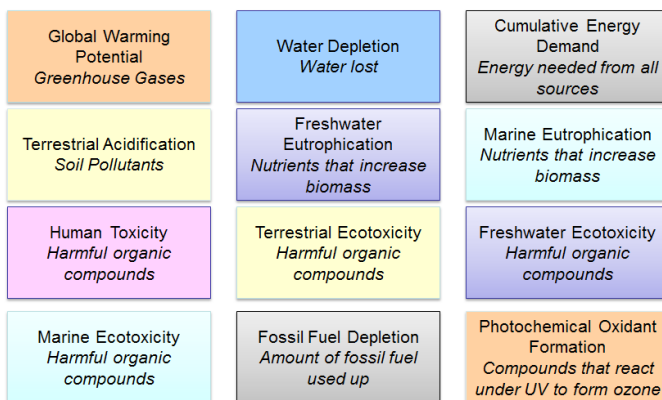 Global Warming
Potential
Greenhouse Gases
Water Depletion
Water lost
Cumulative Energy
Demand
Energy needed from all
sources
Terrestrial Acidification
Soil Pollutants
Freshwater
Eutrophication
Nutrients that increase
biomass
Marine Eutrophication
Nutrients that increase
biomass
Human Toxicity
Harmful organic
compounds
Terrestrial Ecotoxicity
Harmful organic
compounds
Freshwater Ecotoxicity
Harmful organic
compounds
Marine Ecotoxicity
Harmful organic
compounds
Fossil Fuel Depletion
Amount of fossil fuel
used up
Photochemical Oxidant
Formation
Compounds that react
under UV to form ozone